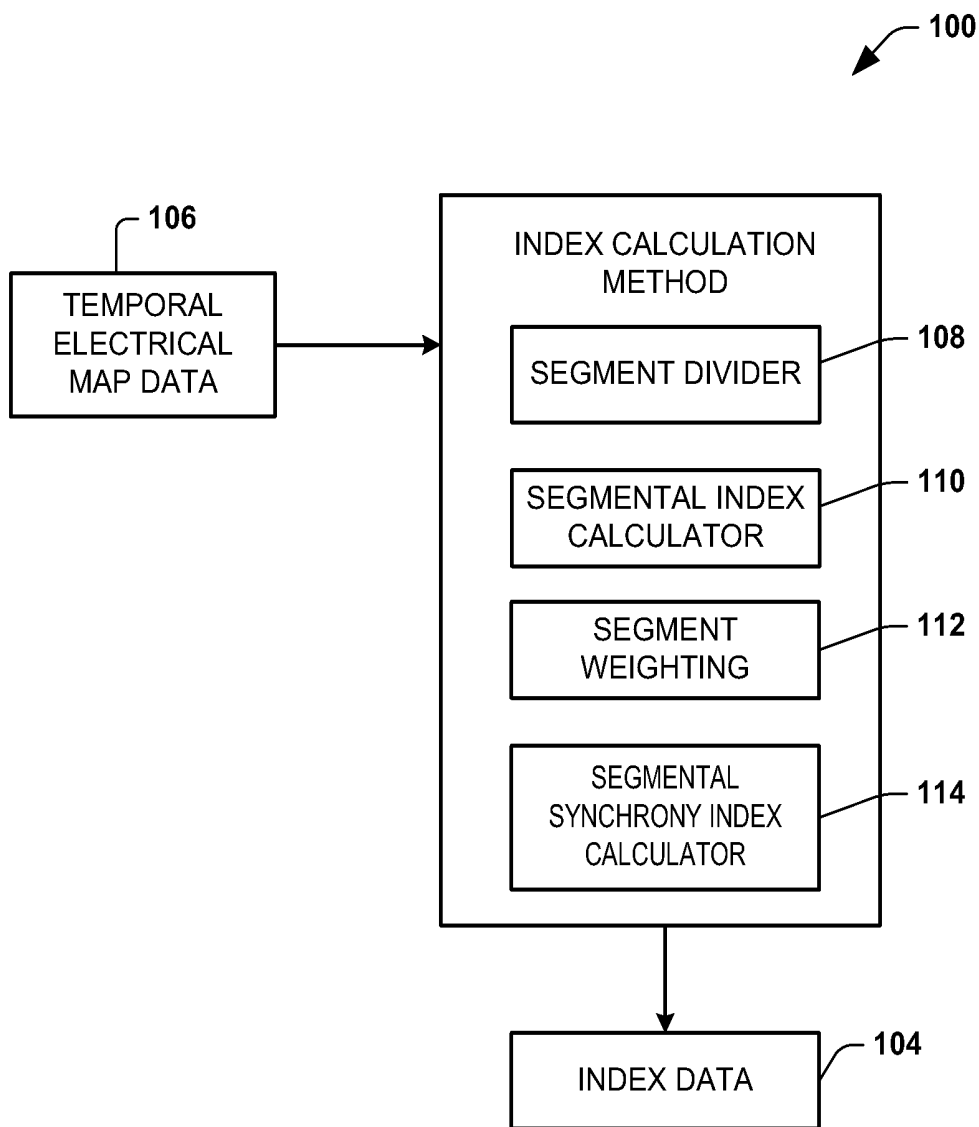 100
106
TEMPORAL
ELECTRICAL
MAP DATA
INDEX CALCULATION
METHOD
108
SEGMENT DIVIDER
110
SEGMENTAL INDEX
CALCULATOR
112
SEGMENT
WEIGHTING
114
SEGMENTAL
SYNCHRONY INDEX
CALCULATOR
104
INDEX DATA